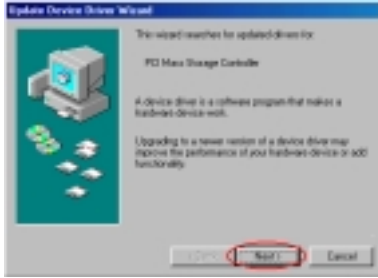 Update Device Driver Wizard
This wizard searches for updated drivers for:
PCI Mass Storage Controller
A device driver is a software program that makes a
hardware device work.
Upgrading to a newer version of a device driver may
improve the performance of your hardware device or add
functionality.
< Back
Next >
Cancel